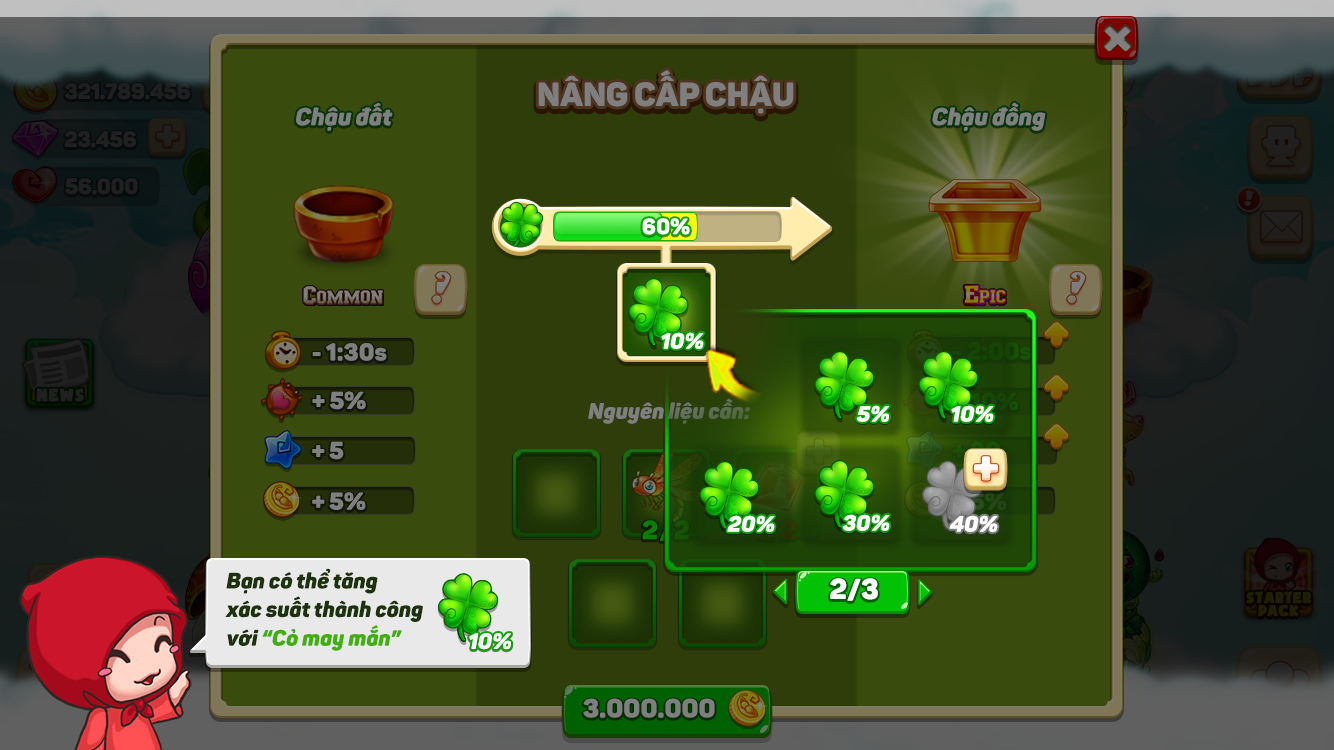 321.789.456
23.456
56.000
NÂNG CẤP CHẬU
Chậu đất
Chậu đồng
60%
10%
COMMON
EPIC
- 1:30s
+ 5%
+ 5
+ 5%
2:00s
NEWS
Nguyên liệu cần:
2/2
5%
10%
20%
30%
40%
2/3
Bạn có thể tăng
xác suất thành công
với “Cỏ may mắn”
10%
3.000.000
STARTER
PACK